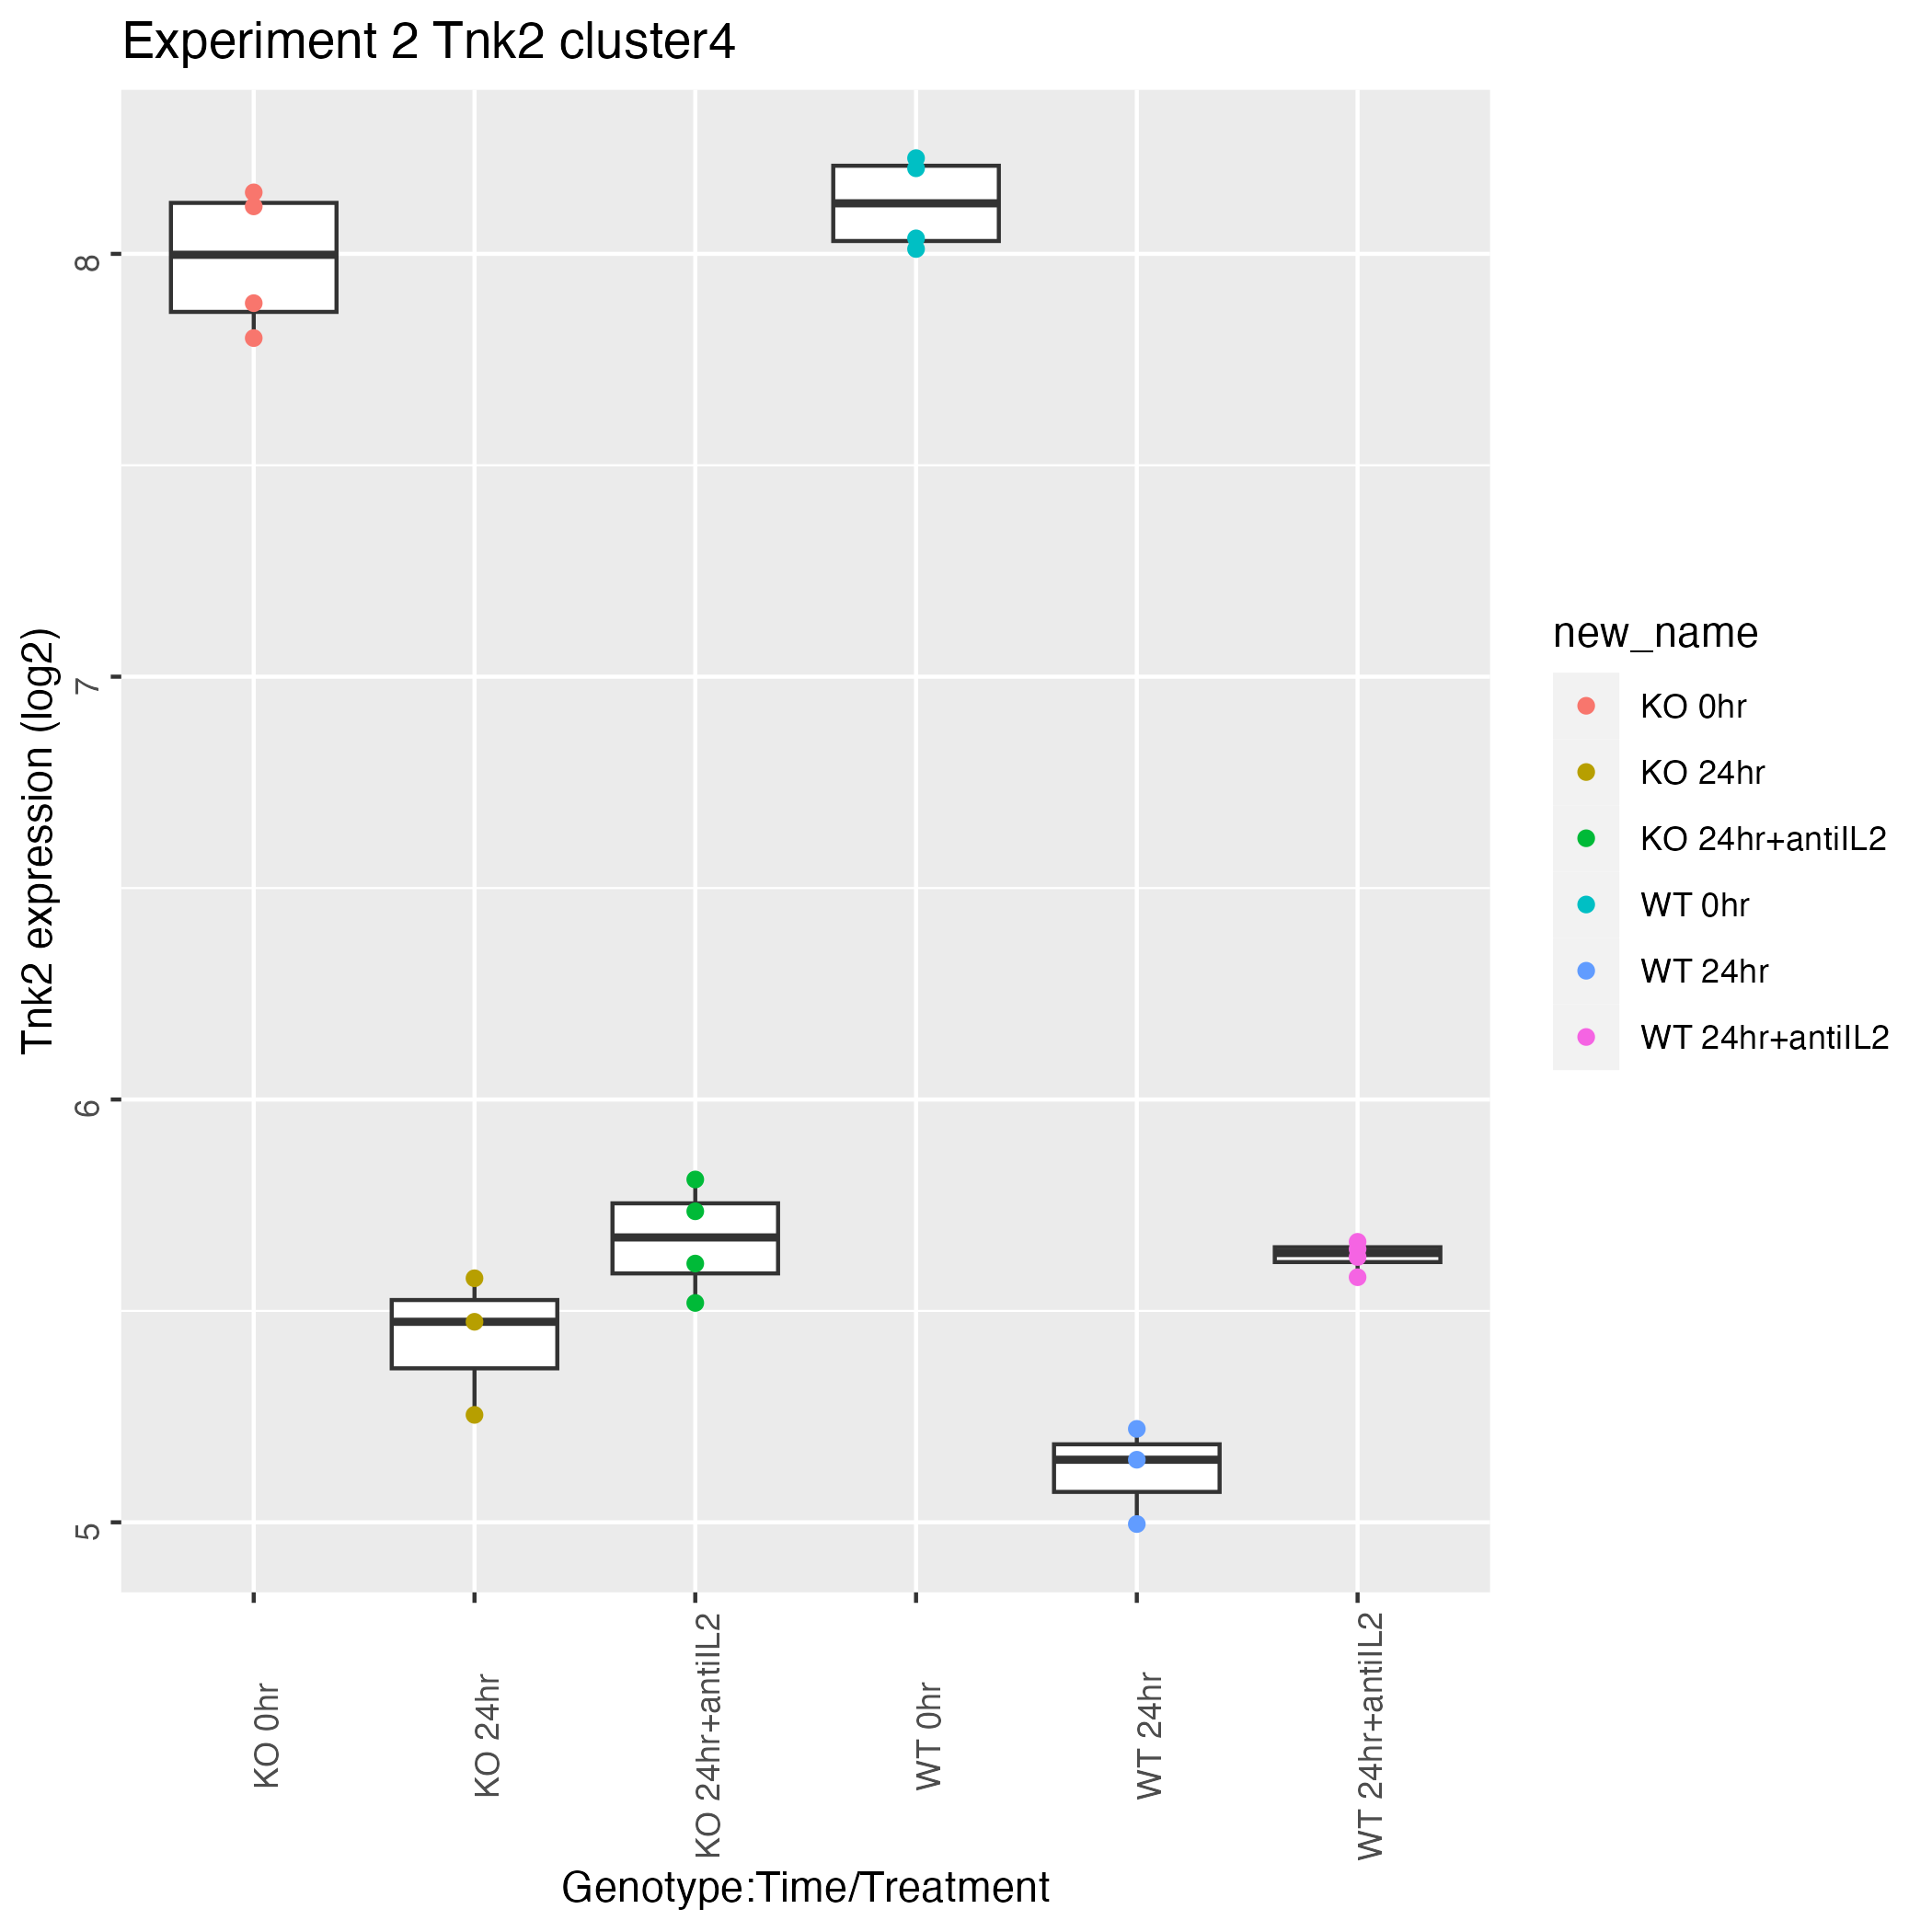 Experiment 2 Tnk2 cluster4
Tnk2 expression (log2)
8
7
6
5
KO 0hr
KO 24hr
KO 24hr+antiIL2
WT 0hr
WT 24hr
WT 24hr+antiIL2
Genotype:Time/Treatment
new_name
KO 0hr
KO 24hr
KO 24hr+antiIL2
WT 0hr
WT 24hr
WT 24hr+antiIL2